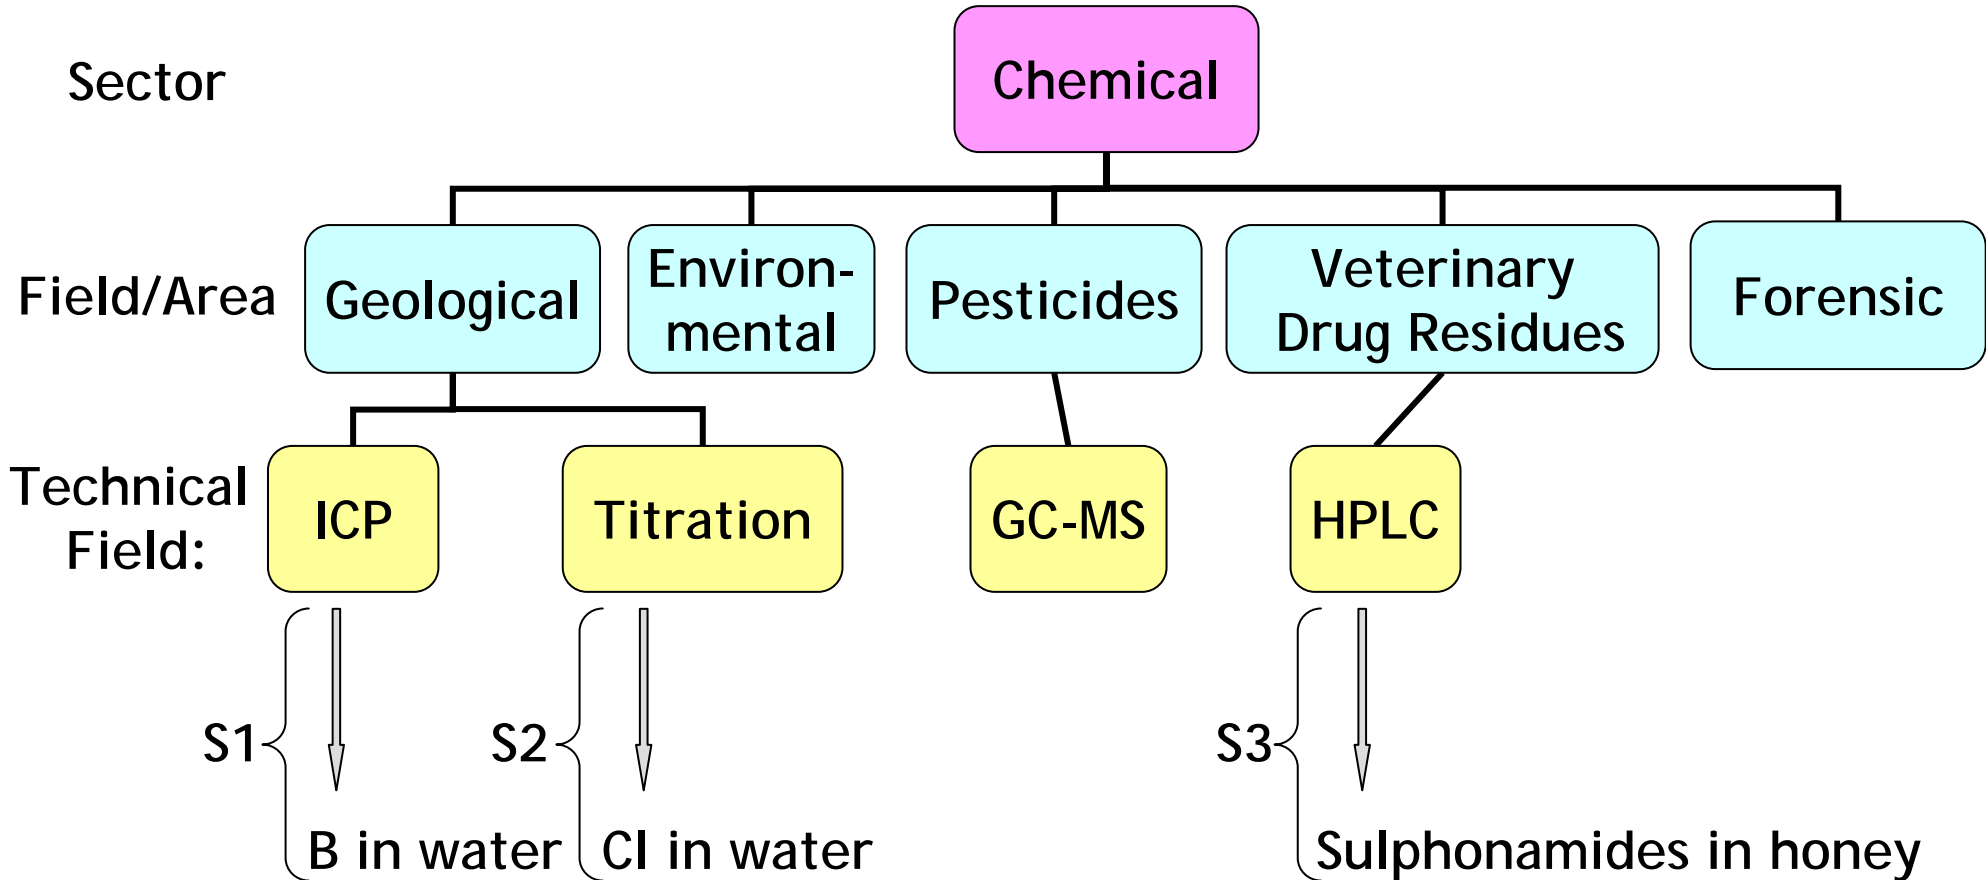 Sector
Chemical
Field/Area
Geological
Environ-
mental
Pesticides
Veterinary
Drug Residues
Forensic
Technical
Field:
ICP
Titration
GC-MS
HPLC
S1
S2
S3
B in water
Cl in water
Sulphonamides in honey